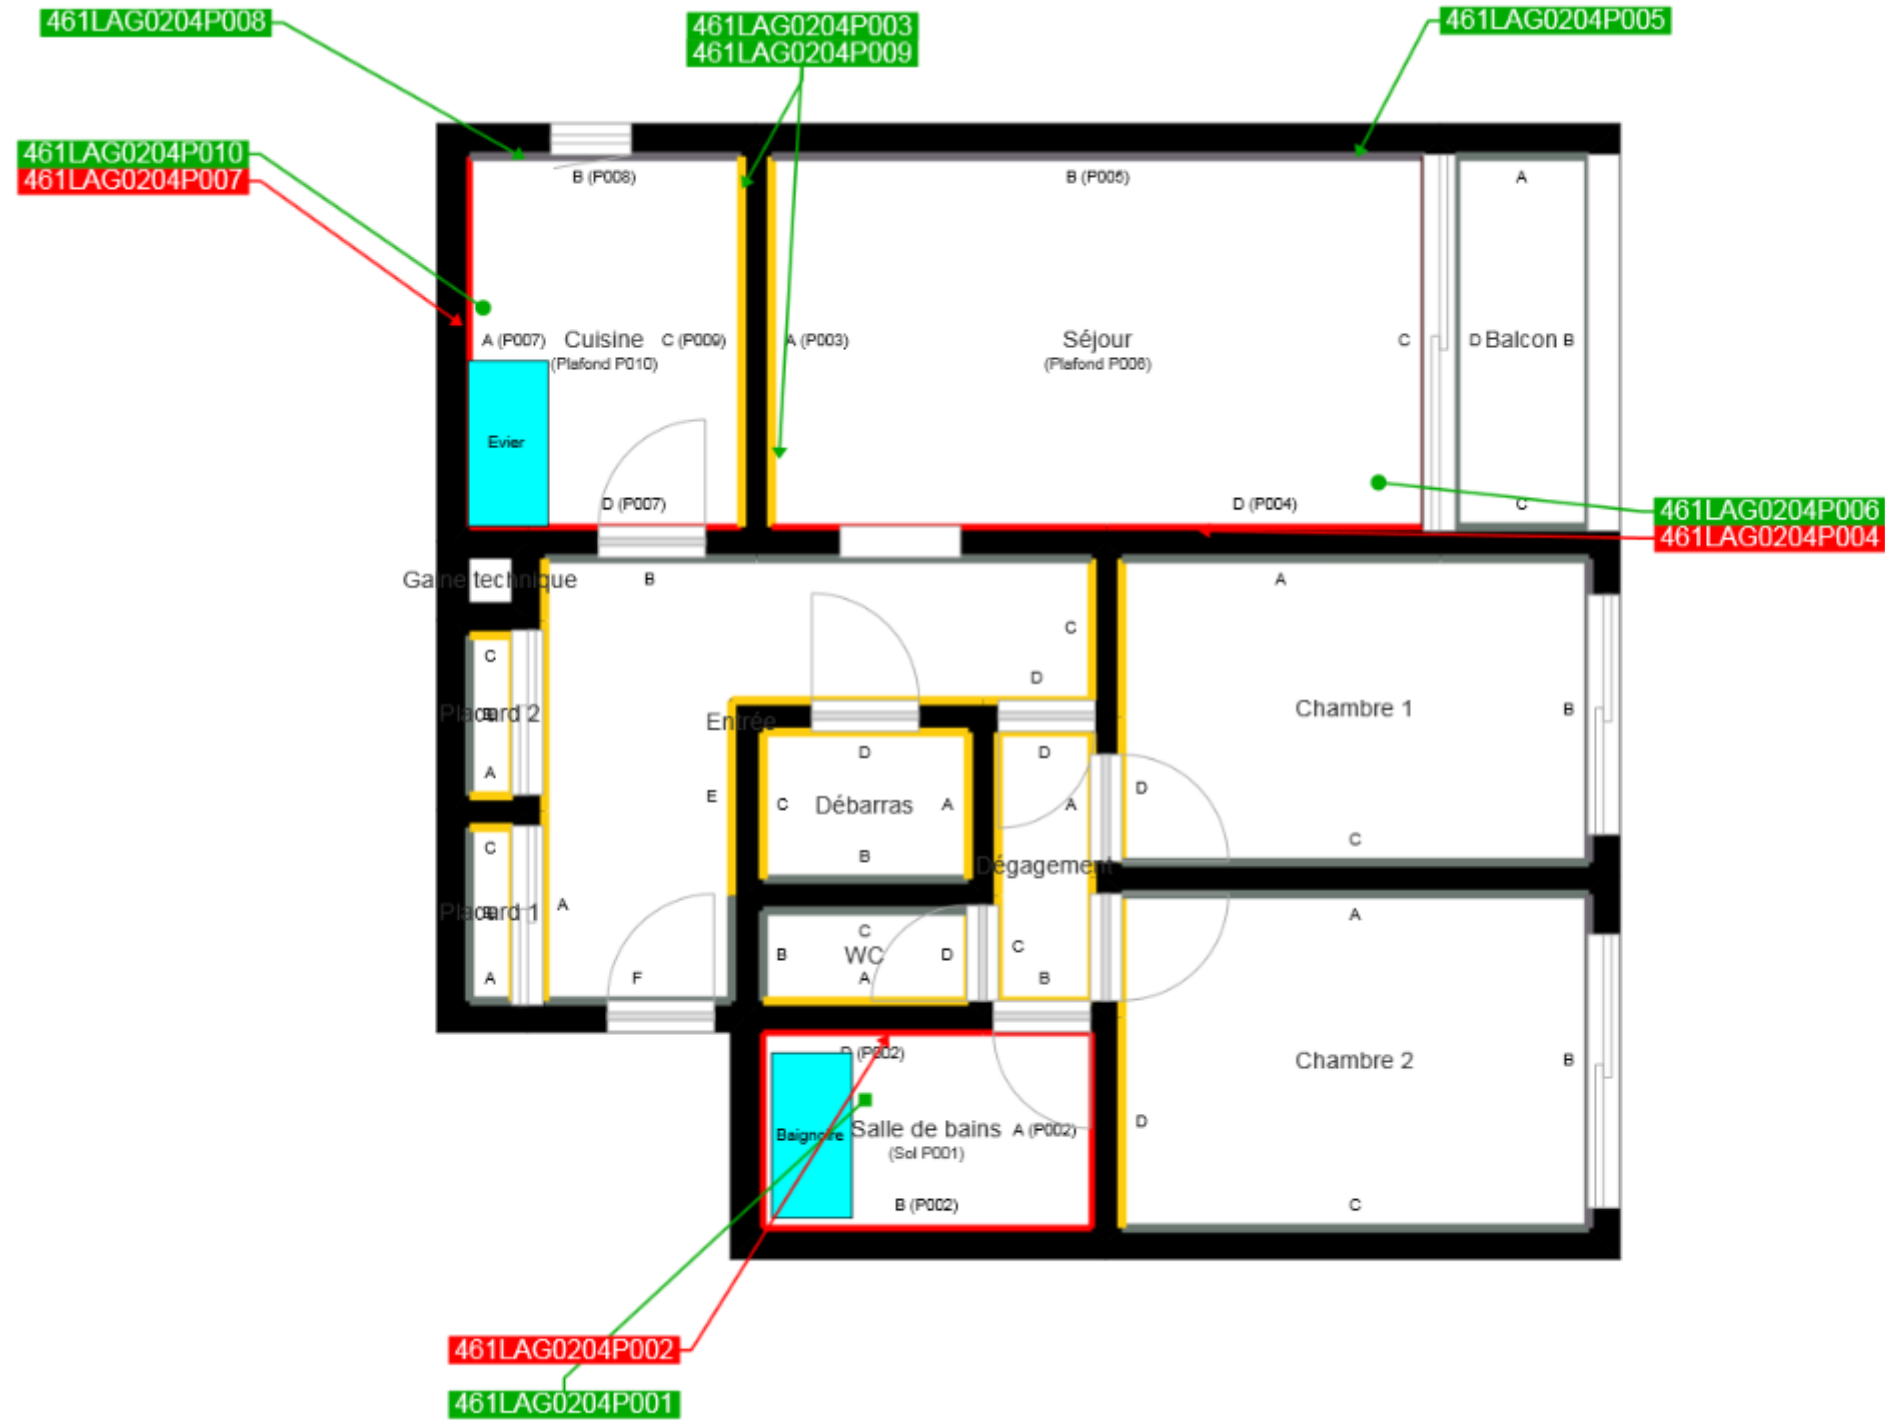 461LAG0204P008
461LAG0204P003
461LAG0204P009
461LAG0204P005
461LAG0204P010
461LAG0204P007
B (P008)
B (P005)
A
A (P007)
Cuisine
C (P009)
(Plafond P010)
A (P003)
Séjour
(Plafond P006)
C
D
Balcon
B
Evier
D (P007)
D (P004)
C
461LAG0204P006
461LAG0204P004
Gaine technique
B
A
C
D
C
Placard 2
A
Entrée
Chambre 1
B
D
D
D
E
C
Débarras
A
A
B
C
C
Dégagement
Placard 1
A
A
F
C
B
WC
D
A
C
B
A
D (P002)
Chambre 2
B
D
Baignoire
Salle de bains
A (P002)
(Sol P001)
B (P002)
C
461LAG0204P002
461LAG0204P001